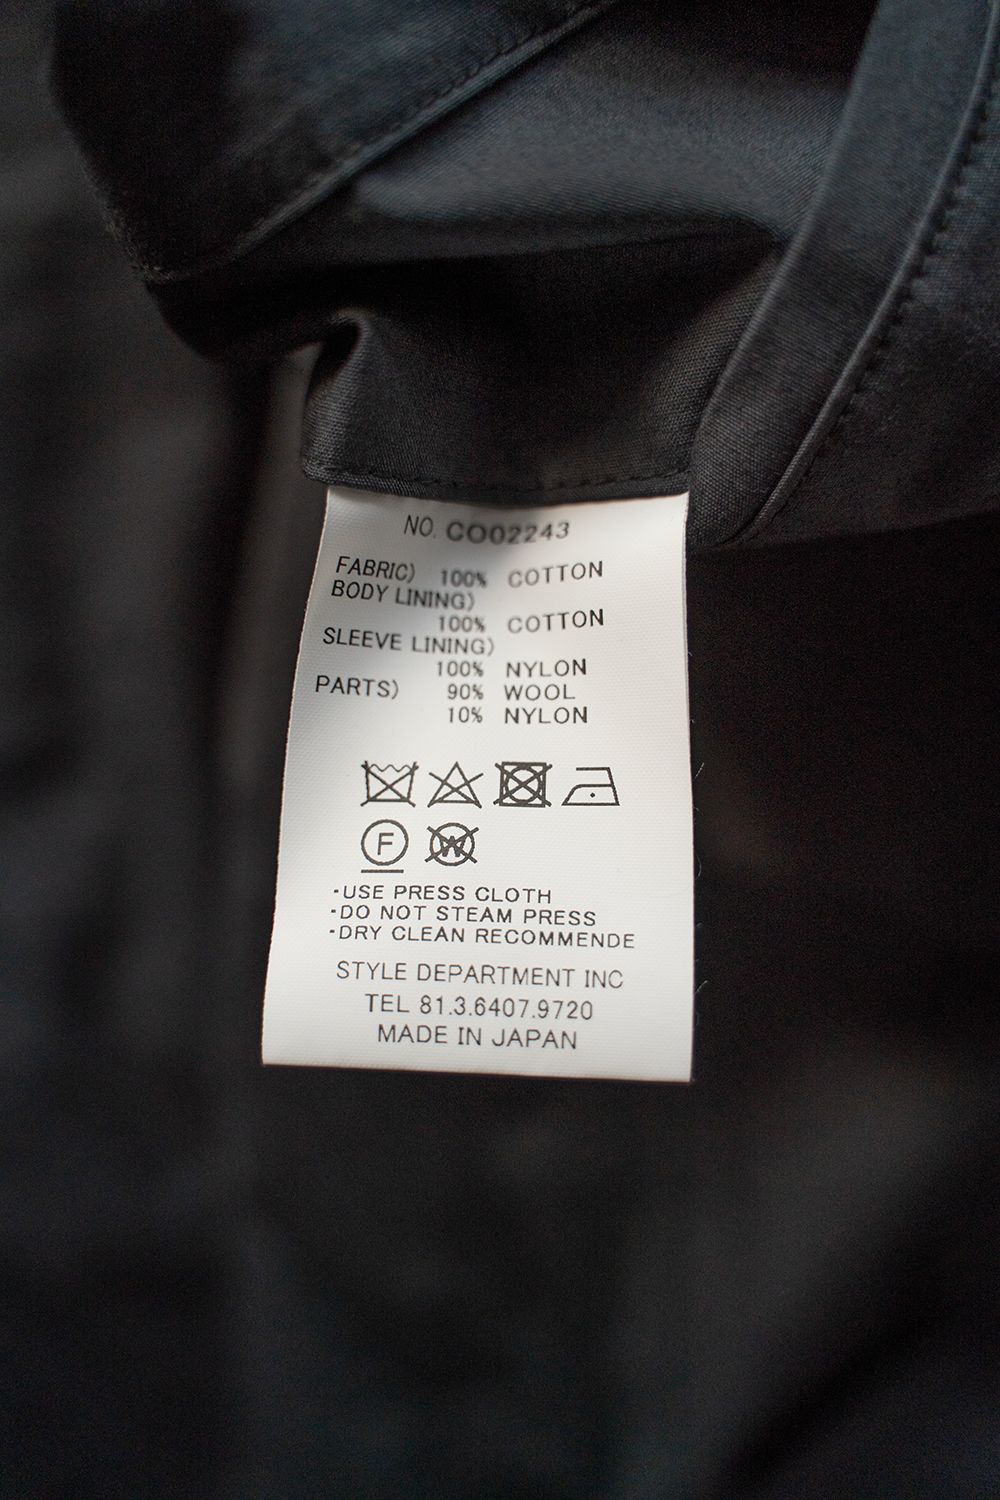 NO. CO02243
FABRIC) 100% COTTON
BODY LINING)
100% COTTON
SLEEVE LINING)
100% NYLON
PARTS) 90% WOOL
10% NYLON
F W
-USE PRESS CLOTH
-DO NOT STEAM PRESS
-DRY CLEAN RECOMMENDE
STYLE DEPARTMENT INC
TEL 81.3.6407.9720
MADE IN JAPAN